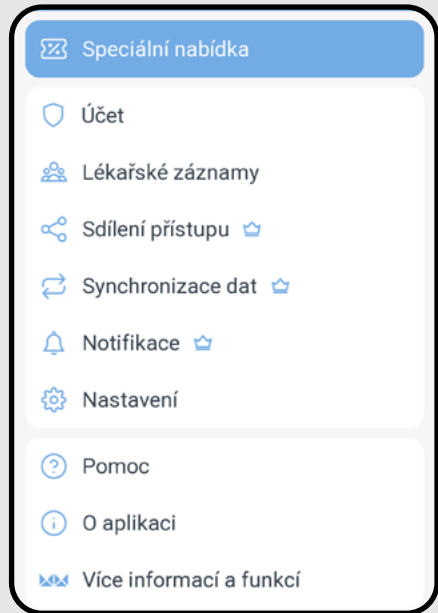 Speciální nabídka
Účet
Lékařské záznamy
Sdílení přístupu
Synchronizace dat
Notifikace
Nastavení
Pomoc
O aplikaci
Více informací a funkcí